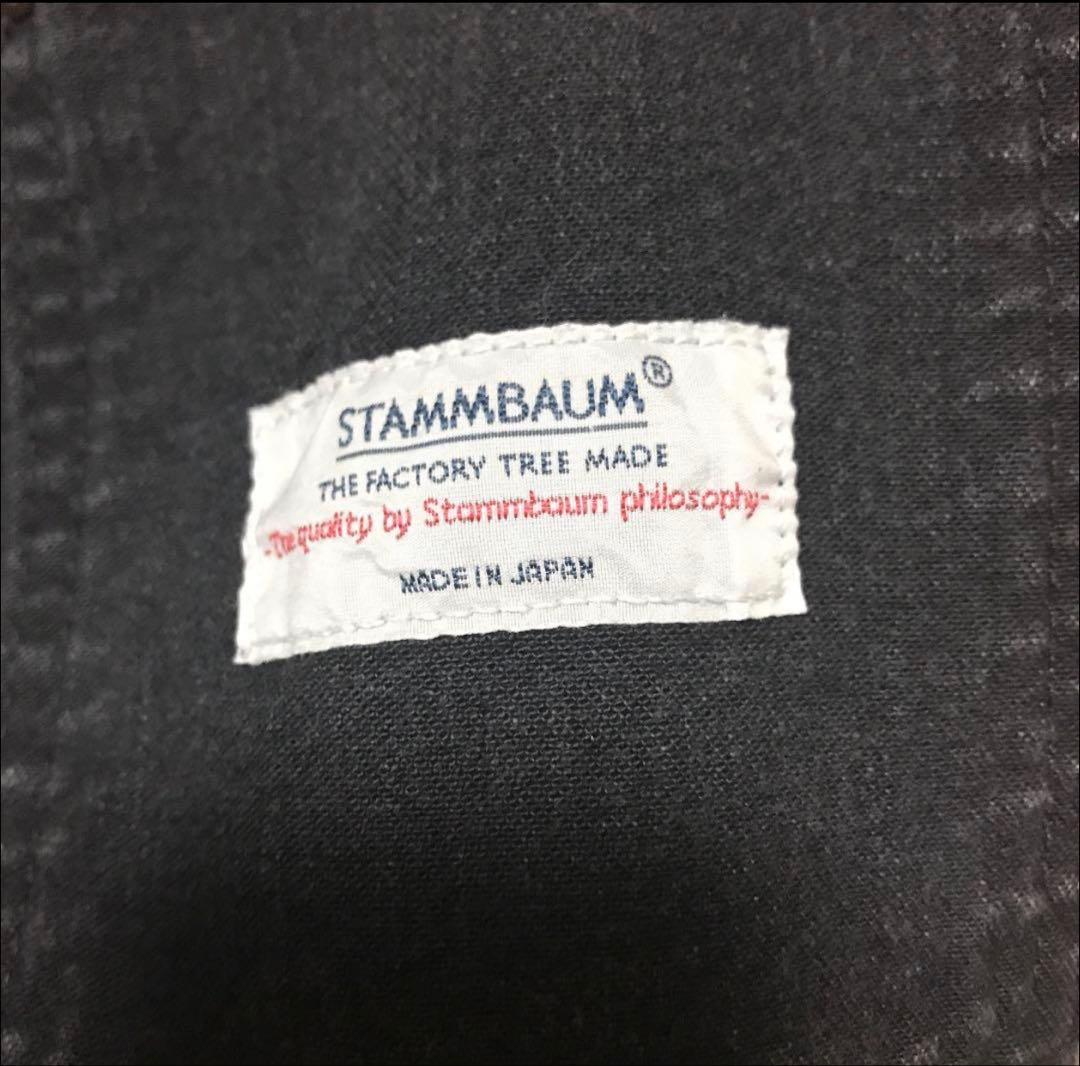 STAMMBAUM®
THE FACTORY TREE MADE
-The quality by Stammbaum philosophy-
MADE IN JAPAN